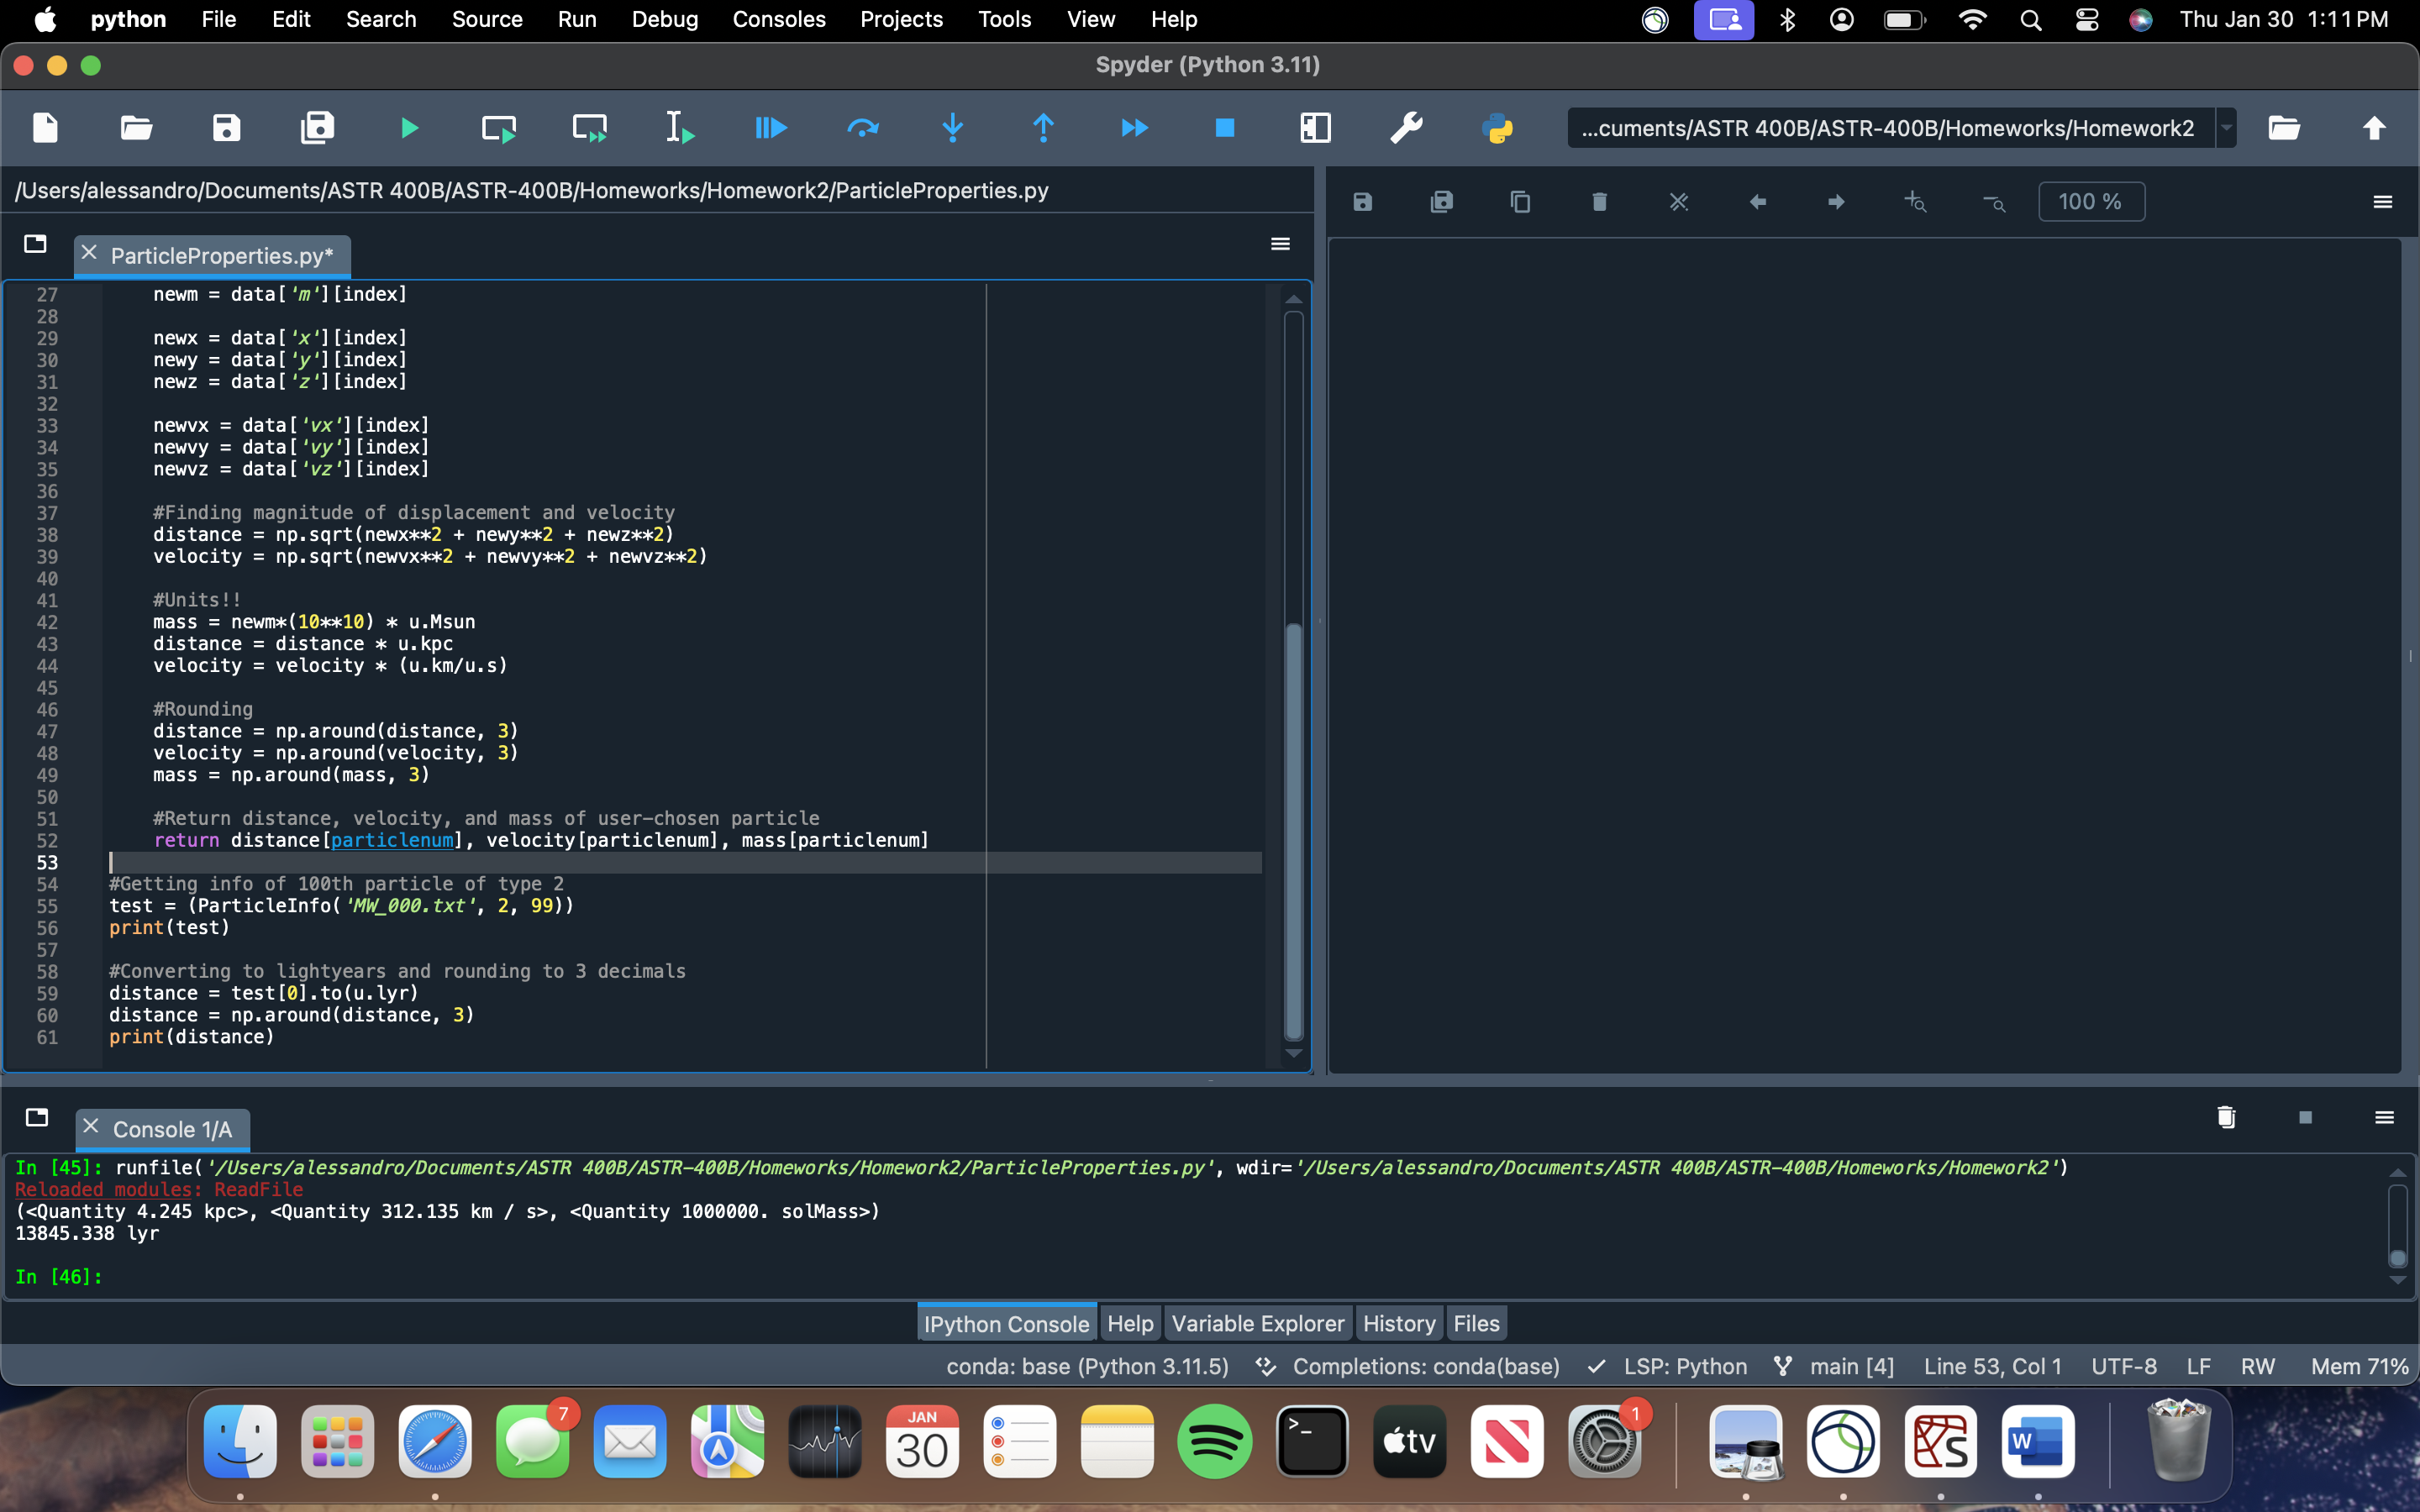 python File Edit Search Source Run Debug Consoles Projects Tools View Help Thu Jan 30 1:11 PM
Spyder (Python 3.11)
...cuments/ASTR 400B/ASTR-400B/Homeworks/Homework2
/Users/alessandro/Documents/ASTR 400B/ASTR-400B/Homeworks/Homework2/ParticleProperties.py
100 %
ParticleProperties.py*
27 newm = data['m'][index]
28
29 newx = data['x'][index]
30 newy = data['y'][index]
31 newz = data['z'][index]
32
33 newvx = data['vx'][index]
34 newvy = data['vy'][index]
35 newvz = data['vz'][index]
36
37 #Finding magnitude of displacement and velocity
38 distance = np.sqrt(newx**2 + newy**2 + newz**2)
39 velocity = np.sqrt(newvx**2 + newvy**2 + newvz**2)
40
41 #Units!!
42 mass = newm*(10**10) * u.Msun
43 distance = distance * u.kpc
44 velocity = velocity * (u.km/u.s)
45
46 #Rounding
47 distance = np.around(distance, 3)
48 velocity = np.around(velocity, 3)
49 mass = np.around(mass, 3)
50
51 #Return distance, velocity, and mass of user-chosen particle
52 return distance[particlenum], velocity[particlenum], mass[particlenum]
53
54 #Getting info of 100th particle of type 2
55 test = (ParticleInfo('MW_000.txt', 2, 99))
56 print(test)
57
58 #Converting to lightyears and rounding to 3 decimals
59 distance = test[0].to(u.lyr)
60 distance = np.around(distance, 3)
61 print(distance)
Console 1/A
In [45]: runfile('/Users/alessandro/Documents/ASTR 400B/ASTR-400B/Homeworks/Homework2/ParticleProperties.py', wdir='/Users/alessandro/Documents/ASTR 400B/ASTR-400B/Homeworks/Homework2')
Reloaded modules: ReadFile
(<Quantity 4.245 kpc>, <Quantity 312.135 km / s>, <Quantity 1000000. solMass>)
13845.338 lyr
In [46]:
IPython Console Help Variable Explorer History Files
conda: base (Python 3.11.5) Completions: conda(base) LSP: Python main [4] Line 53, Col 1 UTF-8 LF RW Mem 71%
7
JAN
30
>_
tv
1
S
W